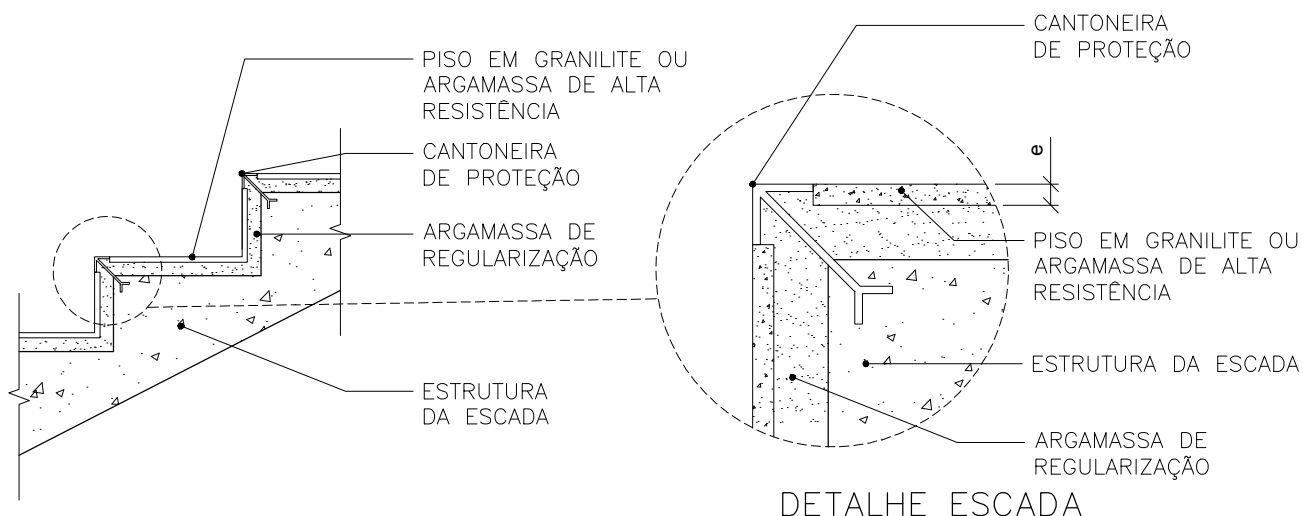 PISO EM GRANILITE OU
ARGAMASSA DE ALTA
RESISTÊNCIA
CANTONEIRA
DE PROTEÇÃO
ARGAMASSA DE
REGULARIZAÇÃO
ESTRUTURA
DA ESCADA
CANTONEIRA
DE PROTEÇÃO
e
PISO EM GRANILITE OU
ARGAMASSA DE ALTA
RESISTÊNCIA
ESTRUTURA DA ESCADA
ARGAMASSA DE
REGULARIZAÇÃO
DETALHE ESCADA